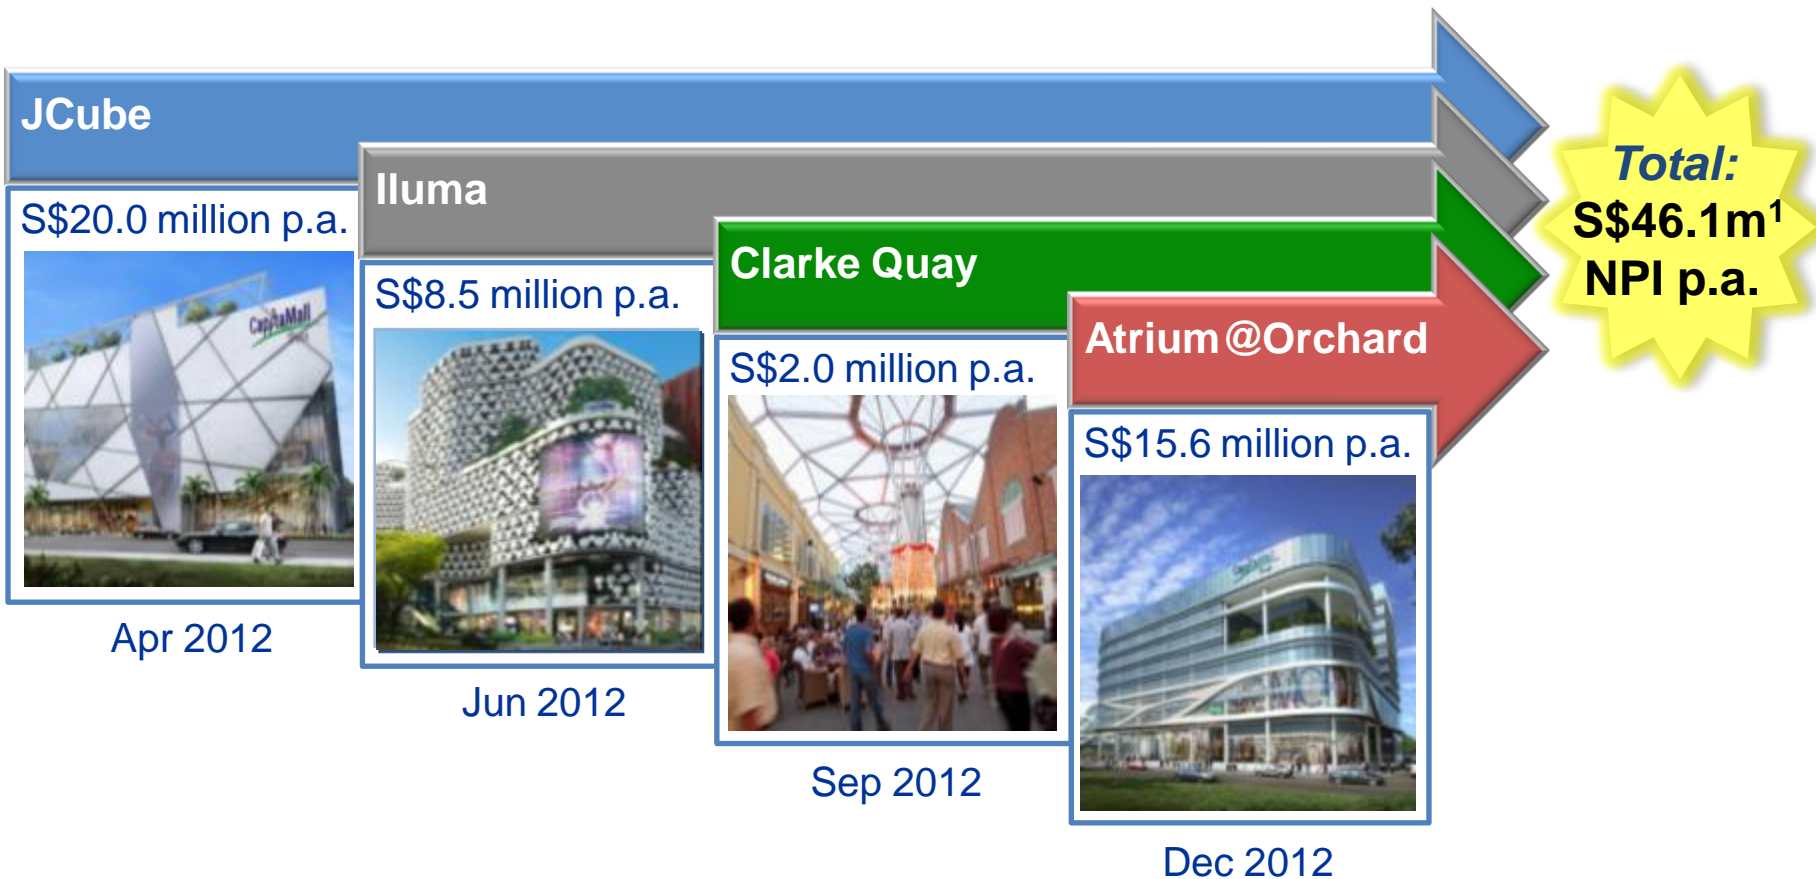 JCube
S$20.0 million p.a.
CapitaMall
Apr 2012
Iluma
S$8.5 million p.a.
Jun 2012
Clarke Quay
S$2.0 million p.a.
Sep 2012
Atrium@Orchard
S$15.6 million p.a.
Dec 2012
Total:
S$46.1m¹
NPI p.a.